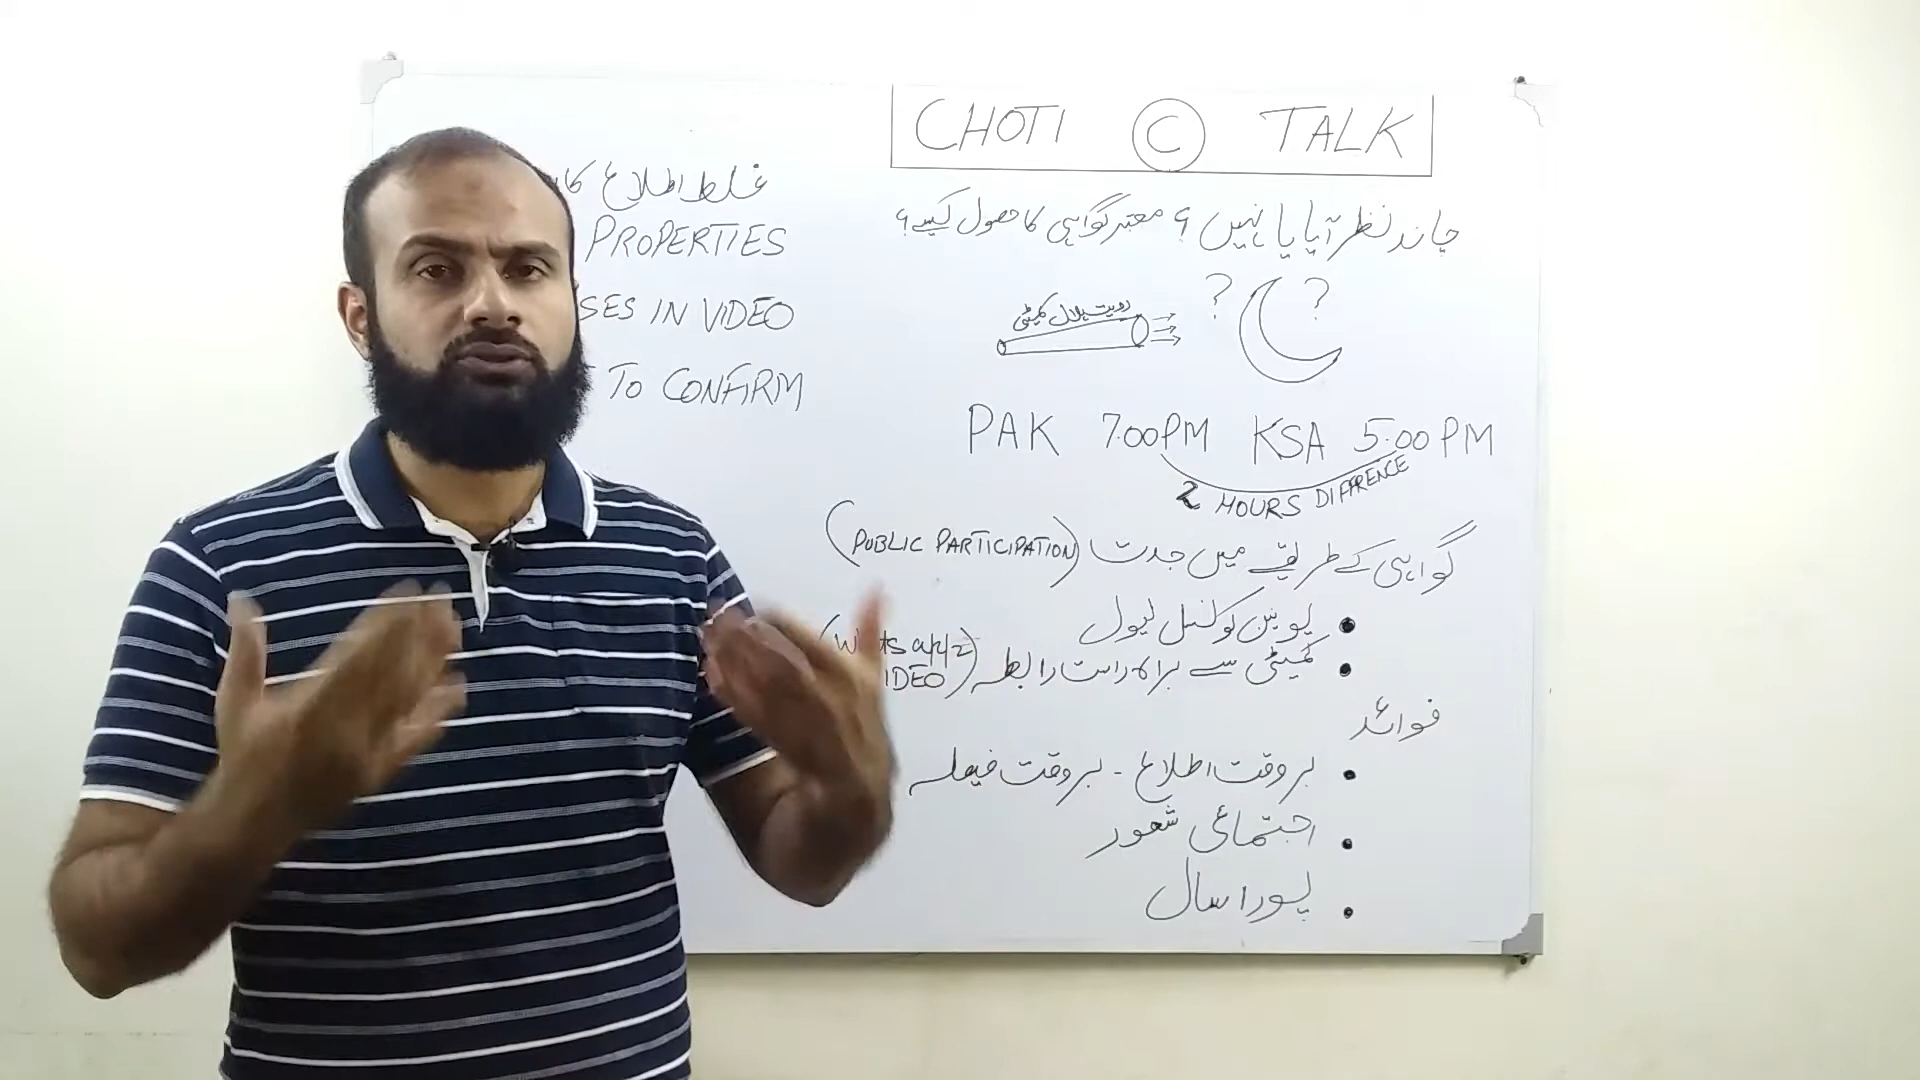 CHOTI © TALK
چاند نظر آیا یا نہیں ؟ معتبر گواہی کا حصول کیسے ؟
? ?
رویت ہلال کمیٹی
PAK 7.00PM KSA 5.00PM
2 HOURS DIFFRENCE
گواہی کے طریقے میں جدت (PUBLIC PARTICIPATION)
• یونین کونسل لیول
• کمیٹی سے براہ راست رابطہ (Whats app
فوائد
• بروقت اطلاع - بروقت فیصلہ
• اجتماعی شعور
• پورا سال
غلط اطلاع کا
PROPERTIES
SES IN VIDEO
TO CONFIRM